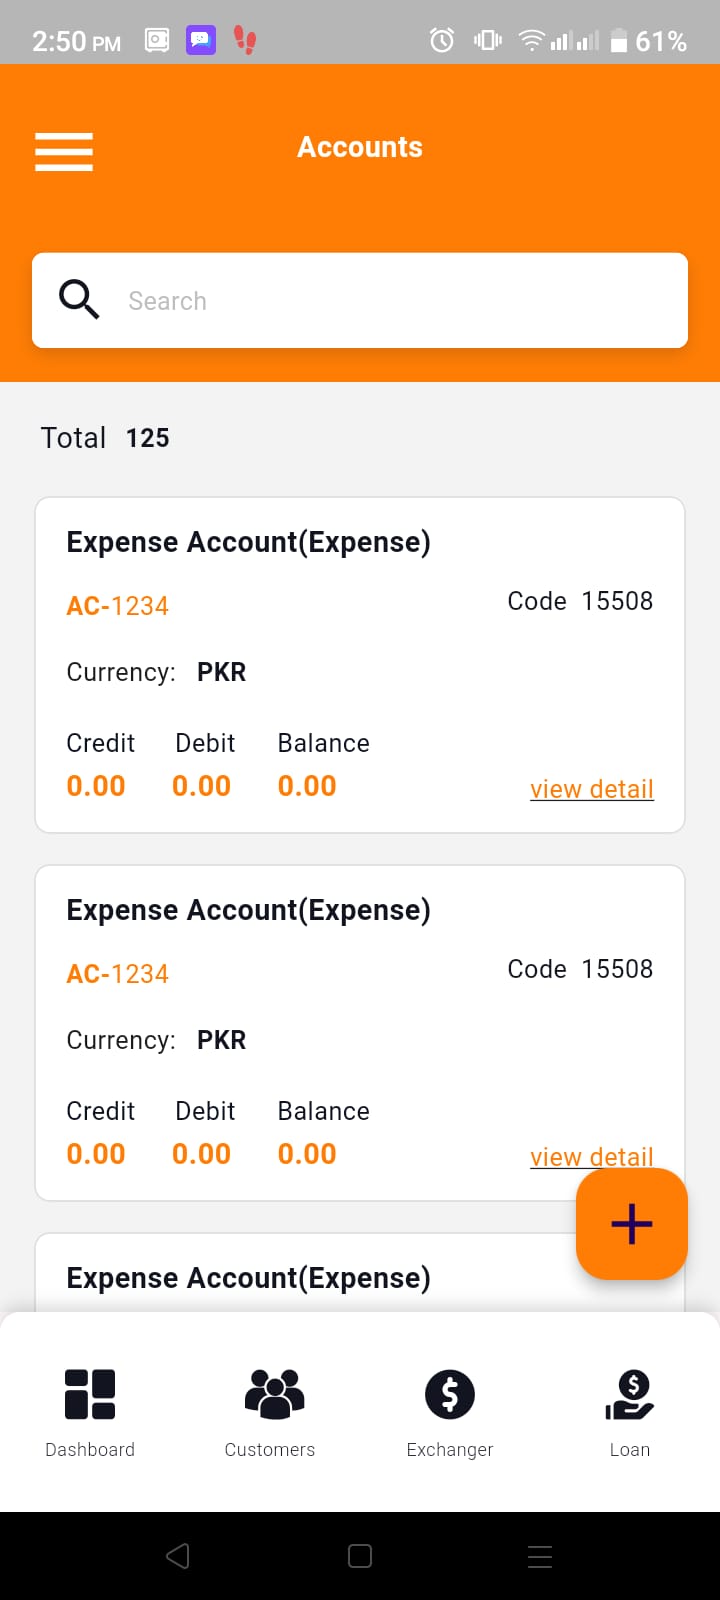 2:50 PM 61%
Accounts
Search
Total 125
Expense Account(Expense)
AC-1234 Code 15508
Currency: PKR
Credit Debit Balance
0.00 0.00 0.00 view detail
Expense Account(Expense)
AC-1234 Code 15508
Currency: PKR
Credit Debit Balance
0.00 0.00 0.00 view detail
Expense Account(Expense)
Dashboard Customers Exchanger Loan